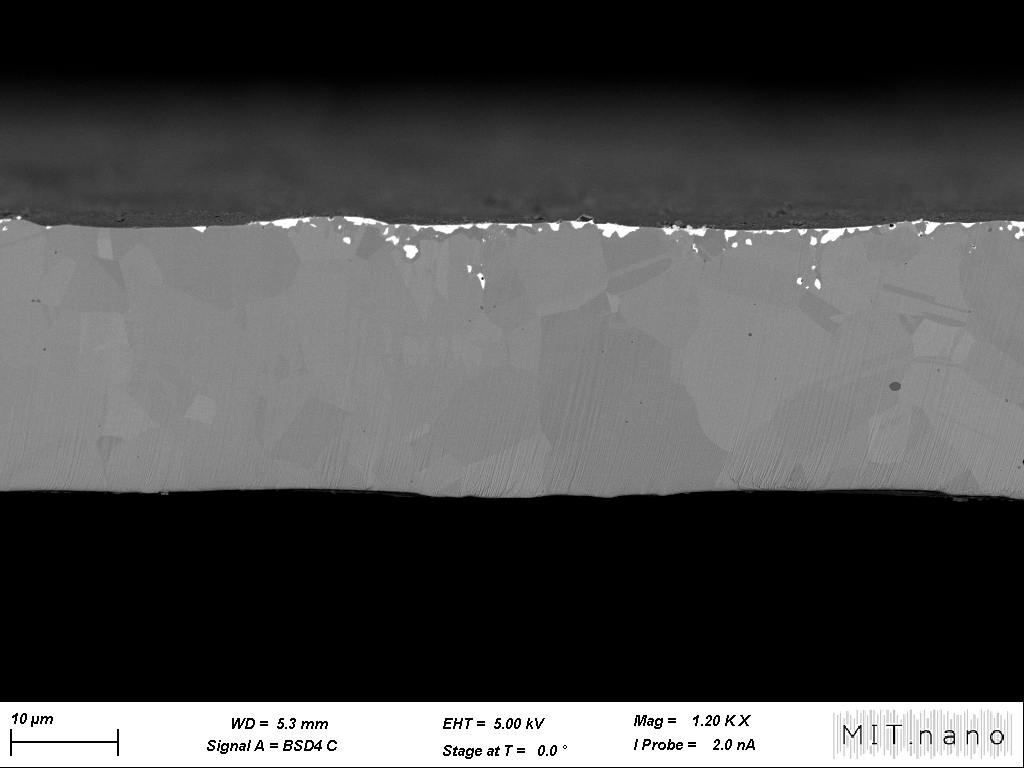 10 µm
WD = 5.3 mm
Signal A = BSD4 C
EHT = 5.00 kV
Stage at T = 0.0 °
Mag = 1.20 K X
I Probe = 2.0 nA
MIT.nano